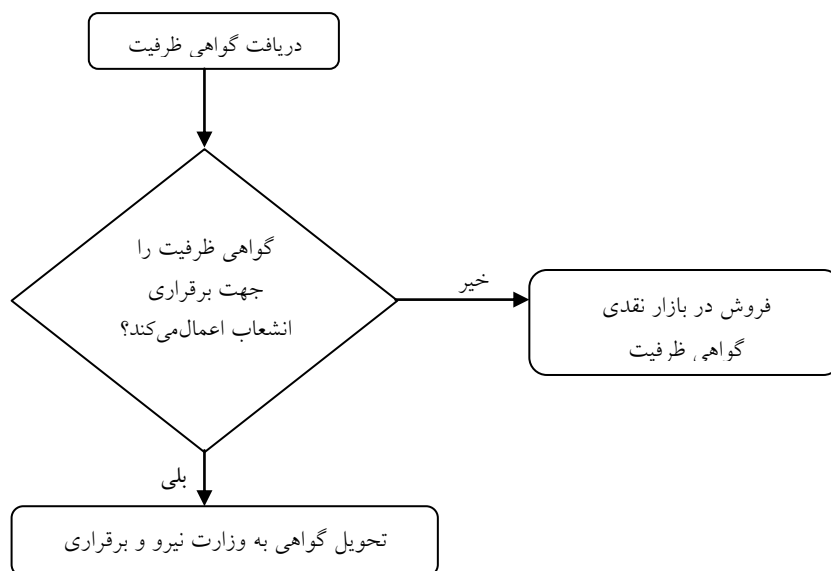 دریافت گواهی ظرفیت
گواهی ظرفیت را
جهت برقراری
انشعاب اعمال‌می‌کند؟
خیر
فروش در بازار نقدی
گواهی ظرفیت
بلی
تحویل گواهی به وزارت نیرو و برقراری